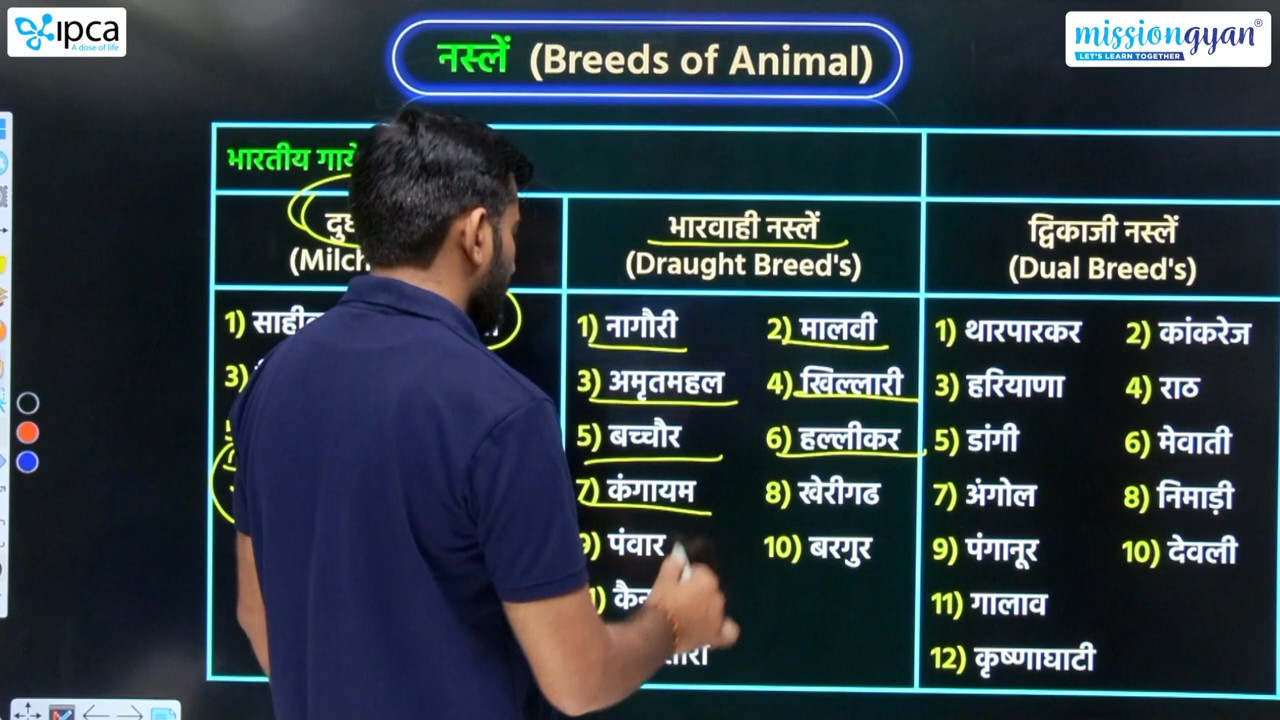 ipca
A dose of life
नस्लें (Breeds of Animal)
missiongyan®
LET'S LEARN TOGETHER
भारतीय
भारवाही नस्लें
(Draught Breed's)
द्विकाजी नस्लें
(Dual Breed's)
1)
1) नागौरी 2) मालवी
1) थारपारकर 2) कांकरेज
3)
3) अमृतमहल 4) खिल्लारी
3) हरियाणा 4) राठ
5) बच्चौर 6) हल्लीकर
5) डांगी 6) मेवाती
7) कंगायम 8) खेरीगढ
7) अंगोल 8) निमाड़ी
9) पंवार 10) बरगुर
9) पंगानूर 10) देवली
11) गालाव
12) कृष्णाघाटी